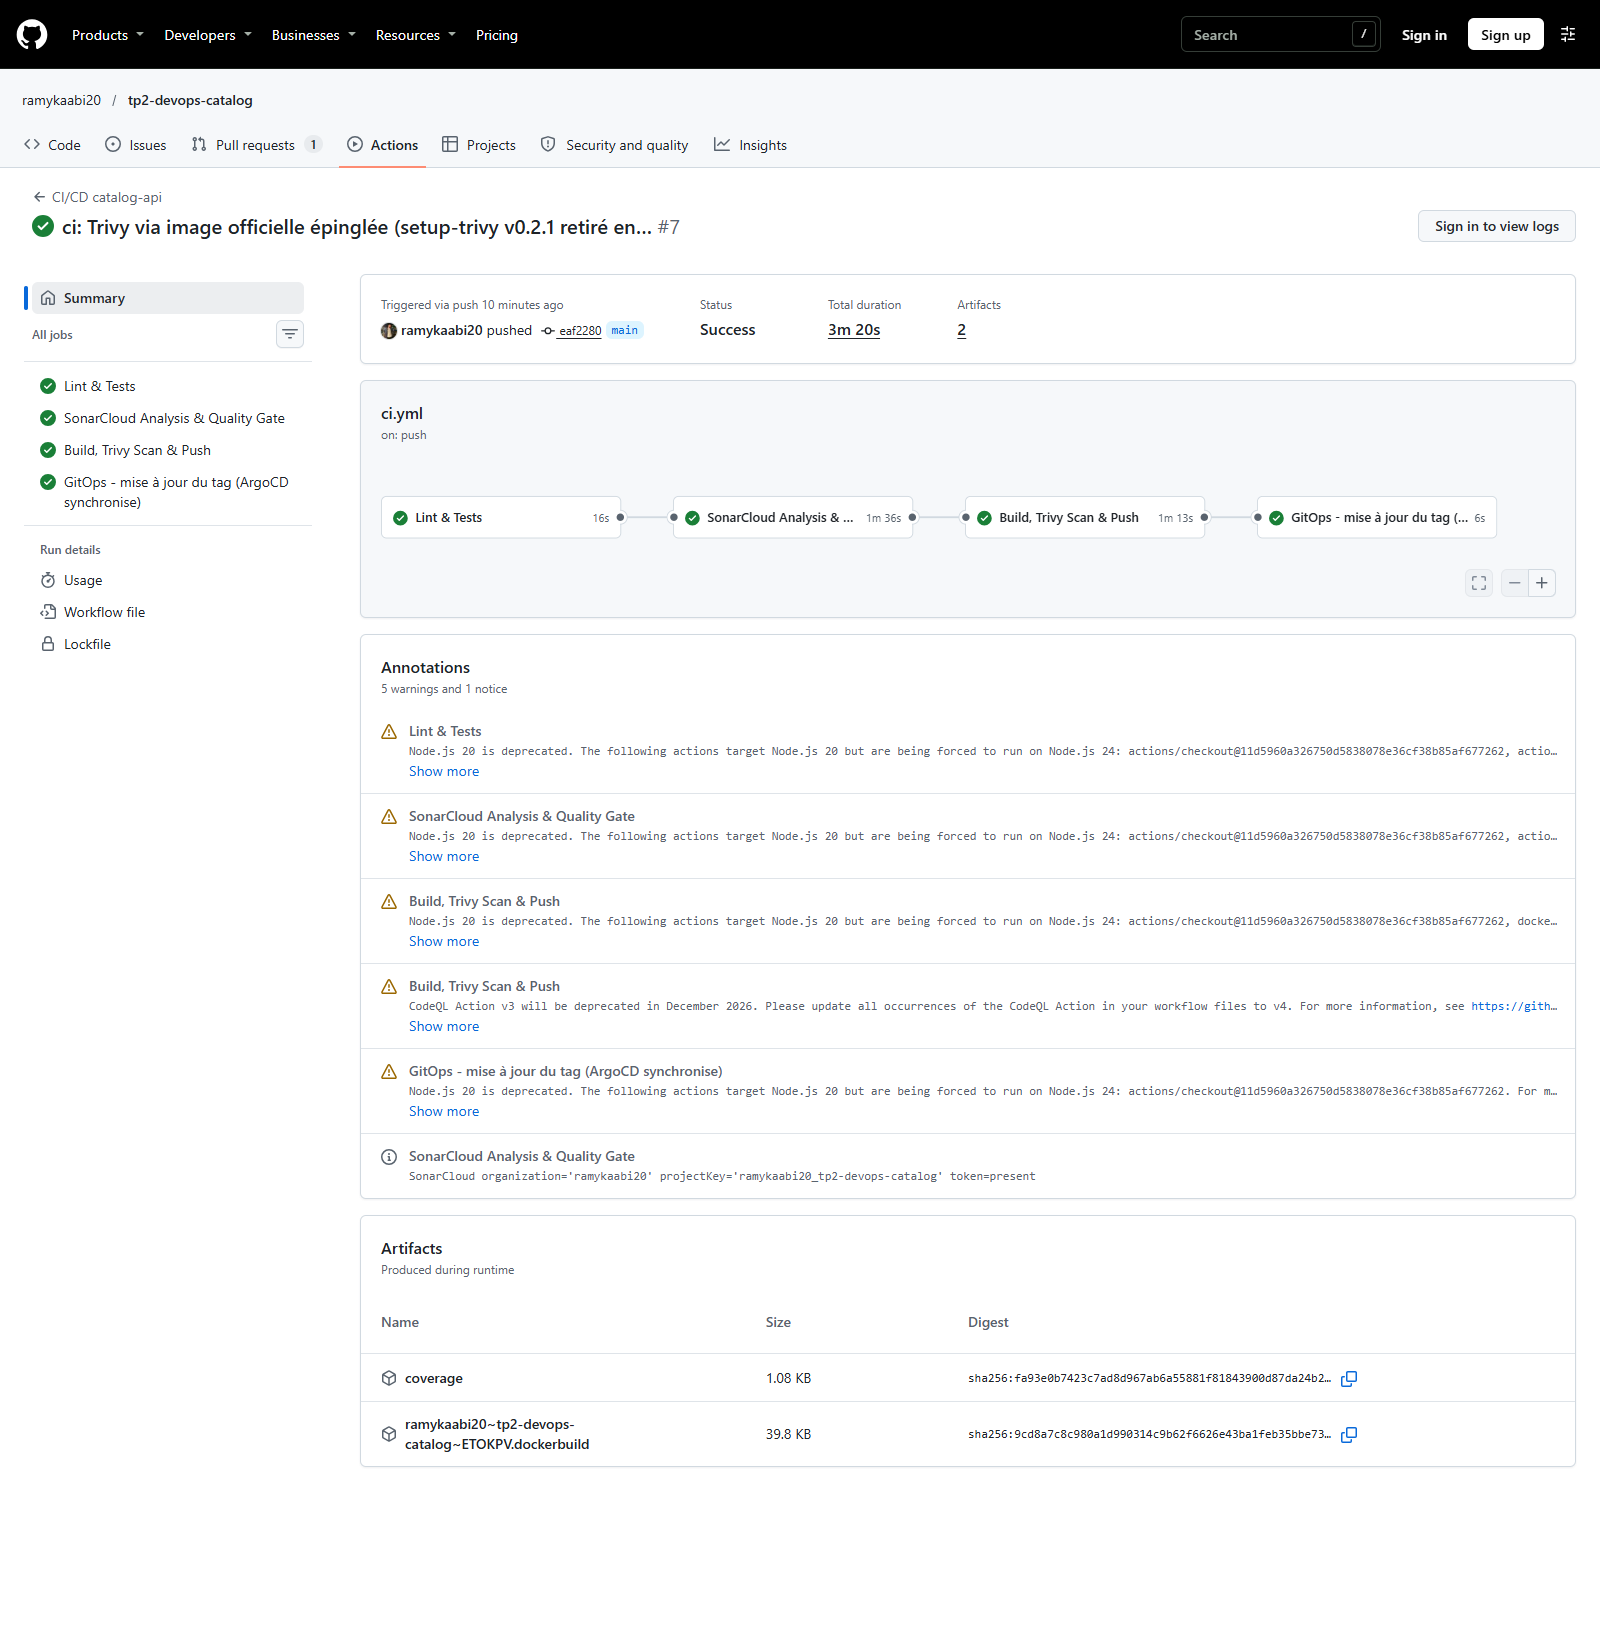 Products
Developers
Businesses
Resources
Pricing
Search
/
Sign in
Sign up
ramykaabi20 / tp2-devops-catalog
Code
Issues
Pull requests 1
Actions
Projects
Security and quality
Insights
CI/CD catalog-api
ci: Trivy via image officielle épinglée (setup-trivy v0.2.1 retiré en... #7
Sign in to view logs
Summary
All jobs
Lint & Tests
SonarCloud Analysis & Quality Gate
Build, Trivy Scan & Push
GitOps - mise à jour du tag (ArgoCD
synchronise)
Run details
Usage
Workflow file
Lockfile
Triggered via push 10 minutes ago
ramykaabi20 pushed eaf2280 main
Status
Success
Total duration
3m 20s
Artifacts
2
ci.yml
on: push
Lint & Tests 16s
SonarCloud Analysis & ... 1m 36s
Build, Trivy Scan & Push 1m 13s
GitOps - mise à jour du tag (... 6s
Annotations
5 warnings and 1 notice
Lint & Tests
Node.js 20 is deprecated. The following actions target Node.js 20 but are being forced to run on Node.js 24: actions/checkout@11d5960a326750d5838078e36cf38b85af677262, actio…
Show more
SonarCloud Analysis & Quality Gate
Node.js 20 is deprecated. The following actions target Node.js 20 but are being forced to run on Node.js 24: actions/checkout@11d5960a326750d5838078e36cf38b85af677262, actio…
Show more
Build, Trivy Scan & Push
Node.js 20 is deprecated. The following actions target Node.js 20 but are being forced to run on Node.js 24: actions/checkout@11d5960a326750d5838078e36cf38b85af677262, docke…
Show more
Build, Trivy Scan & Push
CodeQL Action v3 will be deprecated in December 2026. Please update all occurrences of the CodeQL Action in your workflow files to v4. For more information, see https://gith…
Show more
GitOps - mise à jour du tag (ArgoCD synchronise)
Node.js 20 is deprecated. The following actions target Node.js 20 but are being forced to run on Node.js 24: actions/checkout@11d5960a326750d5838078e36cf38b85af677262. For m…
Show more
SonarCloud Analysis & Quality Gate
SonarCloud organization='ramykaabi20' projectKey='ramykaabi20_tp2-devops-catalog' token=present
Artifacts
Produced during runtime
Name Size Digest
coverage 1.08 KB sha256:fa93e0b7423c7ad8d967ab6a55881f81843900d87da24b2…
ramykaabi20~tp2-devops-
catalog~ETOKPV.dockerbuild 39.8 KB sha256:9cd8a7c8c980a1d990314c9b62f6626e43ba1feb35bbe73…